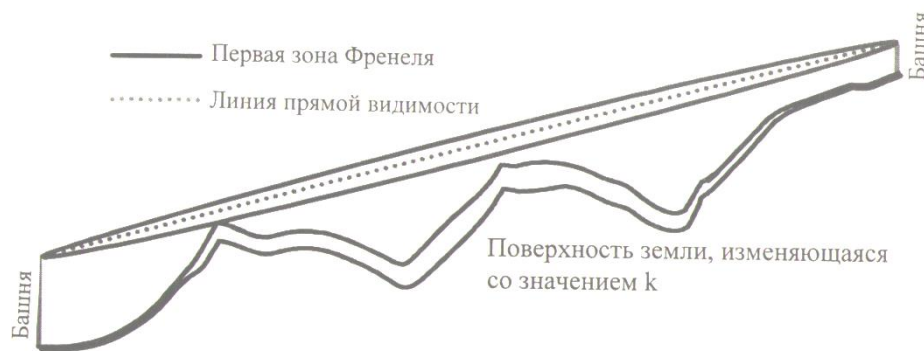 Первая зона Френеля
Линия прямой видимости
Башня
Поверхность земли, изменяющаяся
со значением k
Башня